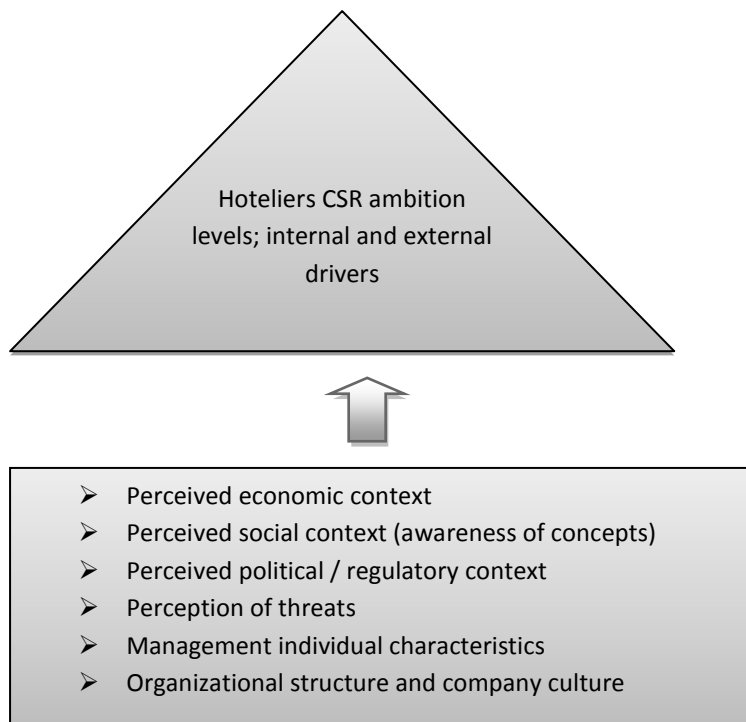 Hoteliers CSR ambition
levels; internal and external
drivers
➢ Perceived economic context
➢ Perceived social context (awareness of concepts)
➢ Perceived political / regulatory context
➢ Perception of threats
➢ Management individual characteristics
➢ Organizational structure and company culture